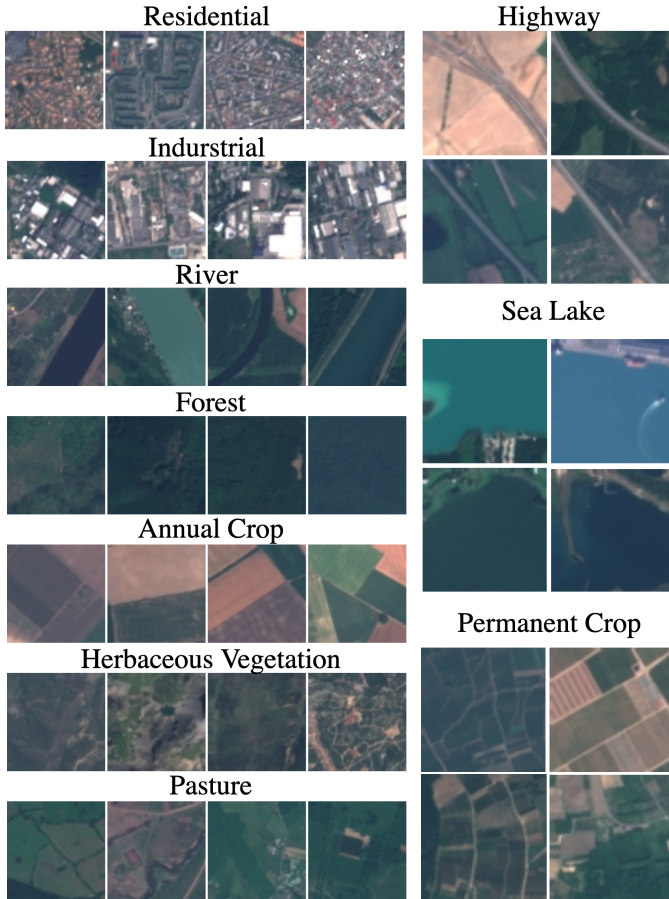 Residential
Indurstrial
River
Forest
Annual Crop
Herbaceous Vegetation
Pasture
Highway
Sea Lake
Permanent Crop